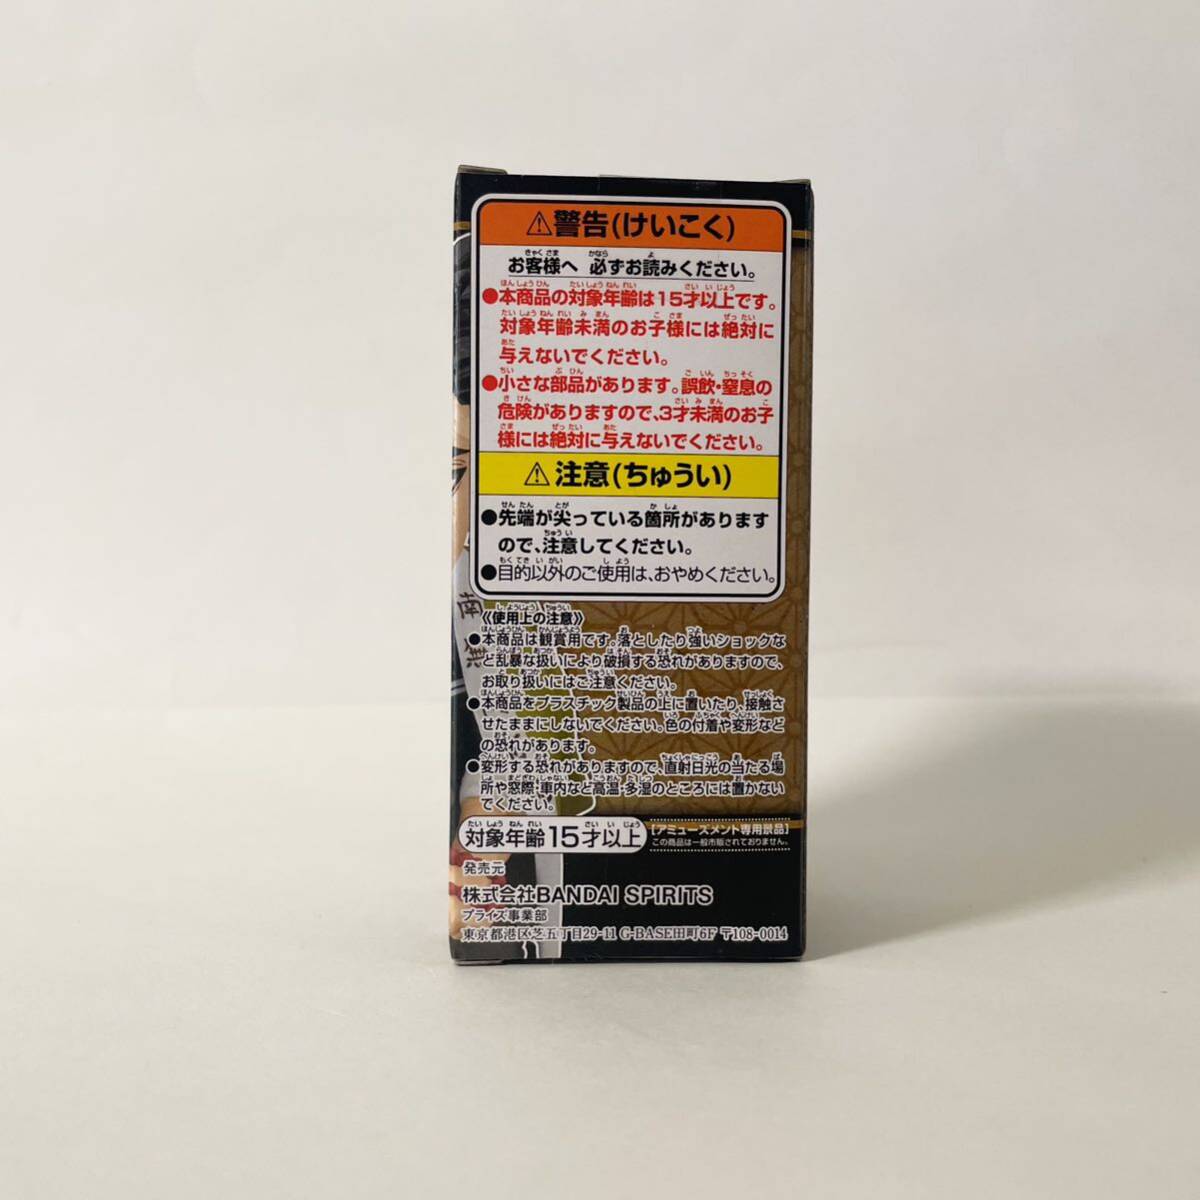 ⚠警告(けいこく)
お客様へ 必ずお読みください。
●本商品の対象年齢は15才以上です。
対象年齢未満のお子様には絶対に
与えないでください。
●小さな部品があります。誤飲・窒息の
危険がありますので、3才未満のお子
様には絶対に与えないでください。
⚠注意(ちゅうい)
●先端が尖っている箇所があります
ので、注意してください。
●目的以外のご使用は、おやめください。
《使用上の注意》
●本商品は観賞用です。落としたり強いショックな
ど乱暴な扱いにより破損する恐れがありますので、
お取り扱いにはご注意ください。
●本商品をプラスチック製品の上に置いたり、接触さ
せたままにしないでください。色の付着や変形など
の恐れがあります。
●変形する恐れがありますので、直射日光の当たる場
所や窓際・車内など高温・多湿のところには置かない
でください。
対象年齢15才以上
【アミューズメント専用景品】
この商品は一般市販されておりません。
発売元
株式会社BANDAI SPIRITS
プライズ事業部
東京都港区芝五丁目29-11 G-BASE田町6F 〒108-0014